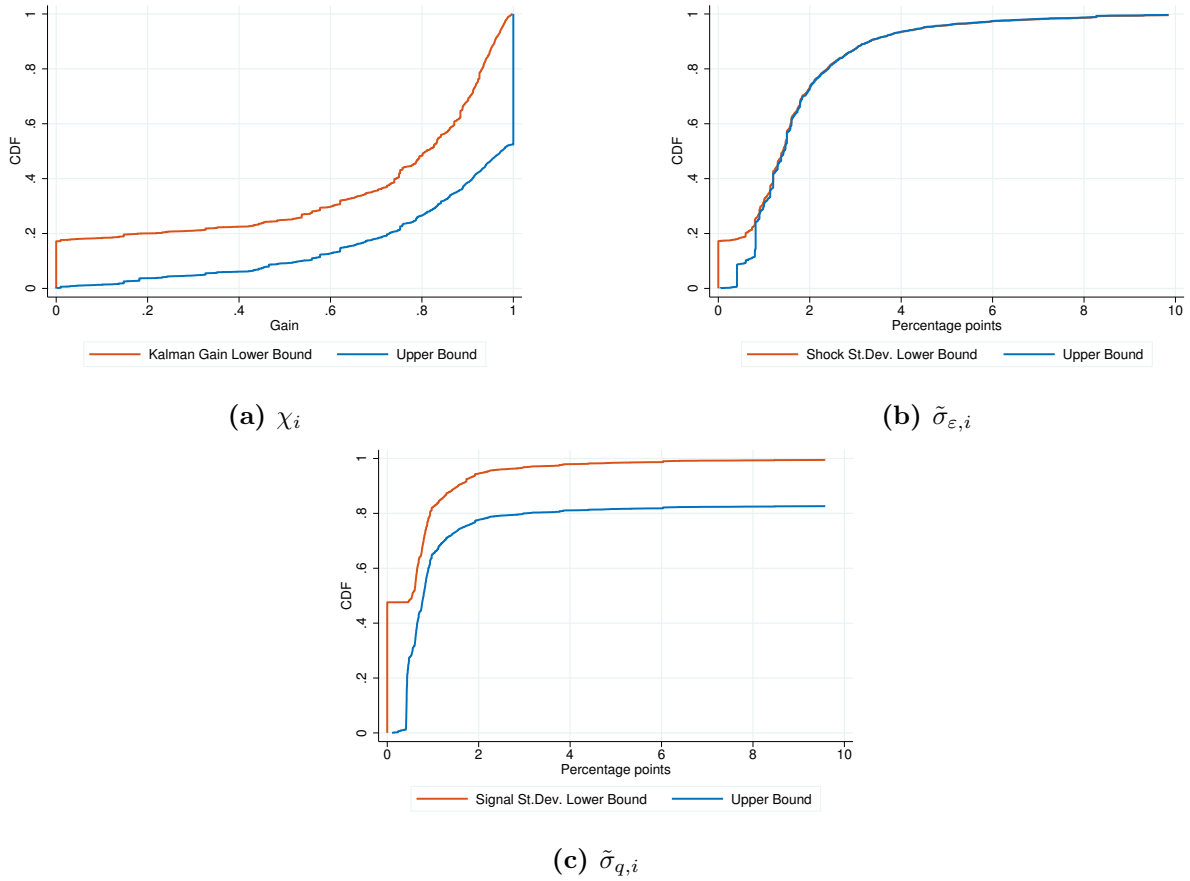 CDF
0 .2 .4 .6 .8 1
0 .2 .4 .6 .8 1
Gain
Kalman Gain Lower Bound Upper Bound
(a) χᵢ
CDF
0 .2 .4 .6 .8 1
0 2 4 6 8 10
Percentage points
Shock St.Dev. Lower Bound Upper Bound
(b) σ̃ε,i
CDF
0 .2 .4 .6 .8 1
0 2 4 6 8 10
Percentage points
Signal St.Dev. Lower Bound Upper Bound
(c) σ̃q,i